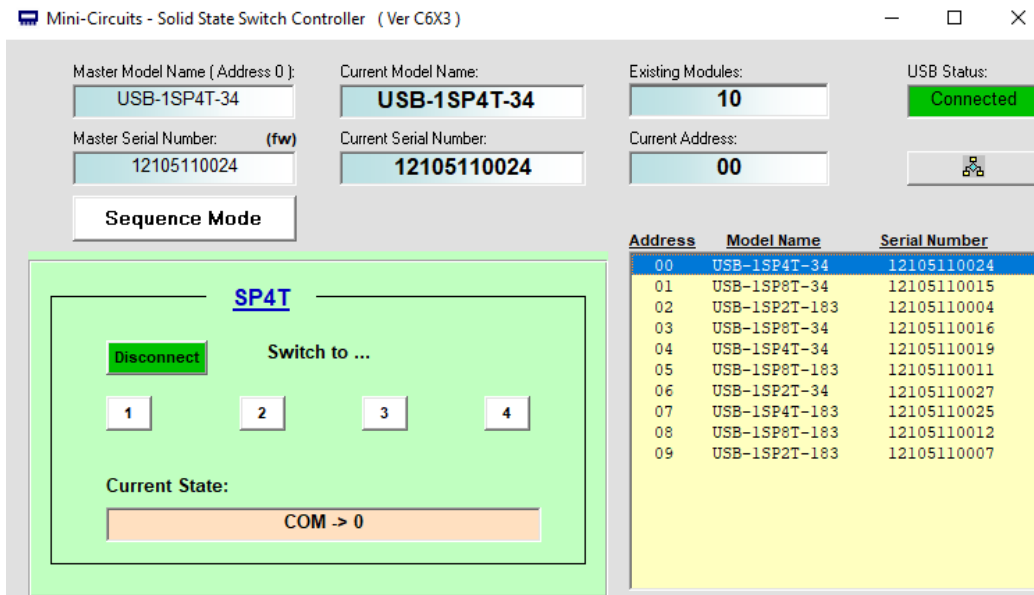 Mini-Circuits - Solid State Switch Controller ( Ver C6X3 )
Master Model Name ( Address 0 ): Current Model Name: Existing Modules: USB Status:
USB-1SP4T-34 USB-1SP4T-34 10 Connected
Master Serial Number: (fw) Current Serial Number: Current Address:
12105110024 12105110024 00
Sequence Mode
Address Model Name Serial Number
00 USB-1SP4T-34 12105110024
01 USB-1SP8T-34 12105110015
02 USB-1SP2T-183 12105110004
03 USB-1SP8T-34 12105110016
04 USB-1SP4T-34 12105110019
05 USB-1SP8T-183 12105110011
06 USB-1SP2T-34 12105110027
07 USB-1SP4T-183 12105110025
08 USB-1SP8T-183 12105110012
09 USB-1SP2T-183 12105110007
SP4T
Disconnect Switch to ...
1 2 3 4
Current State:
COM -> 0